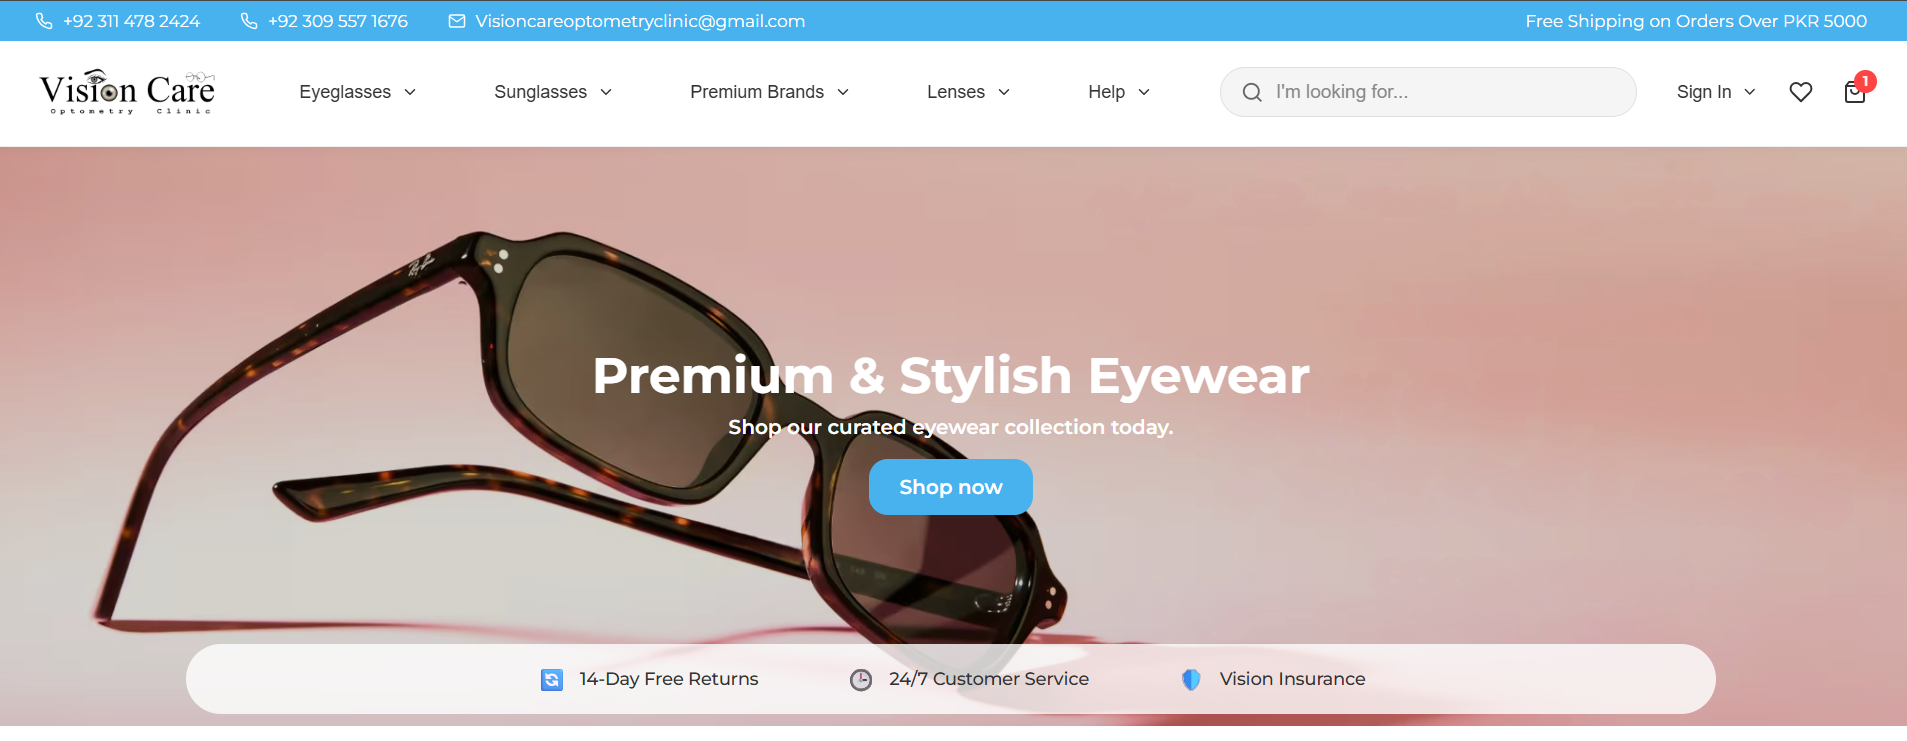 +92 311 478 2424 +92 309 557 1676 Visioncareoptometryclinic@gmail.com Free Shipping on Orders Over PKR 5000
Vision Care
Optometry Clinic
Eyeglasses Sunglasses Premium Brands Lenses Help I'm looking for... Sign In 1
Ray-Ban
Premium & Stylish Eyewear
Shop our curated eyewear collection today.
Shop now
14-Day Free Returns 24/7 Customer Service Vision Insurance